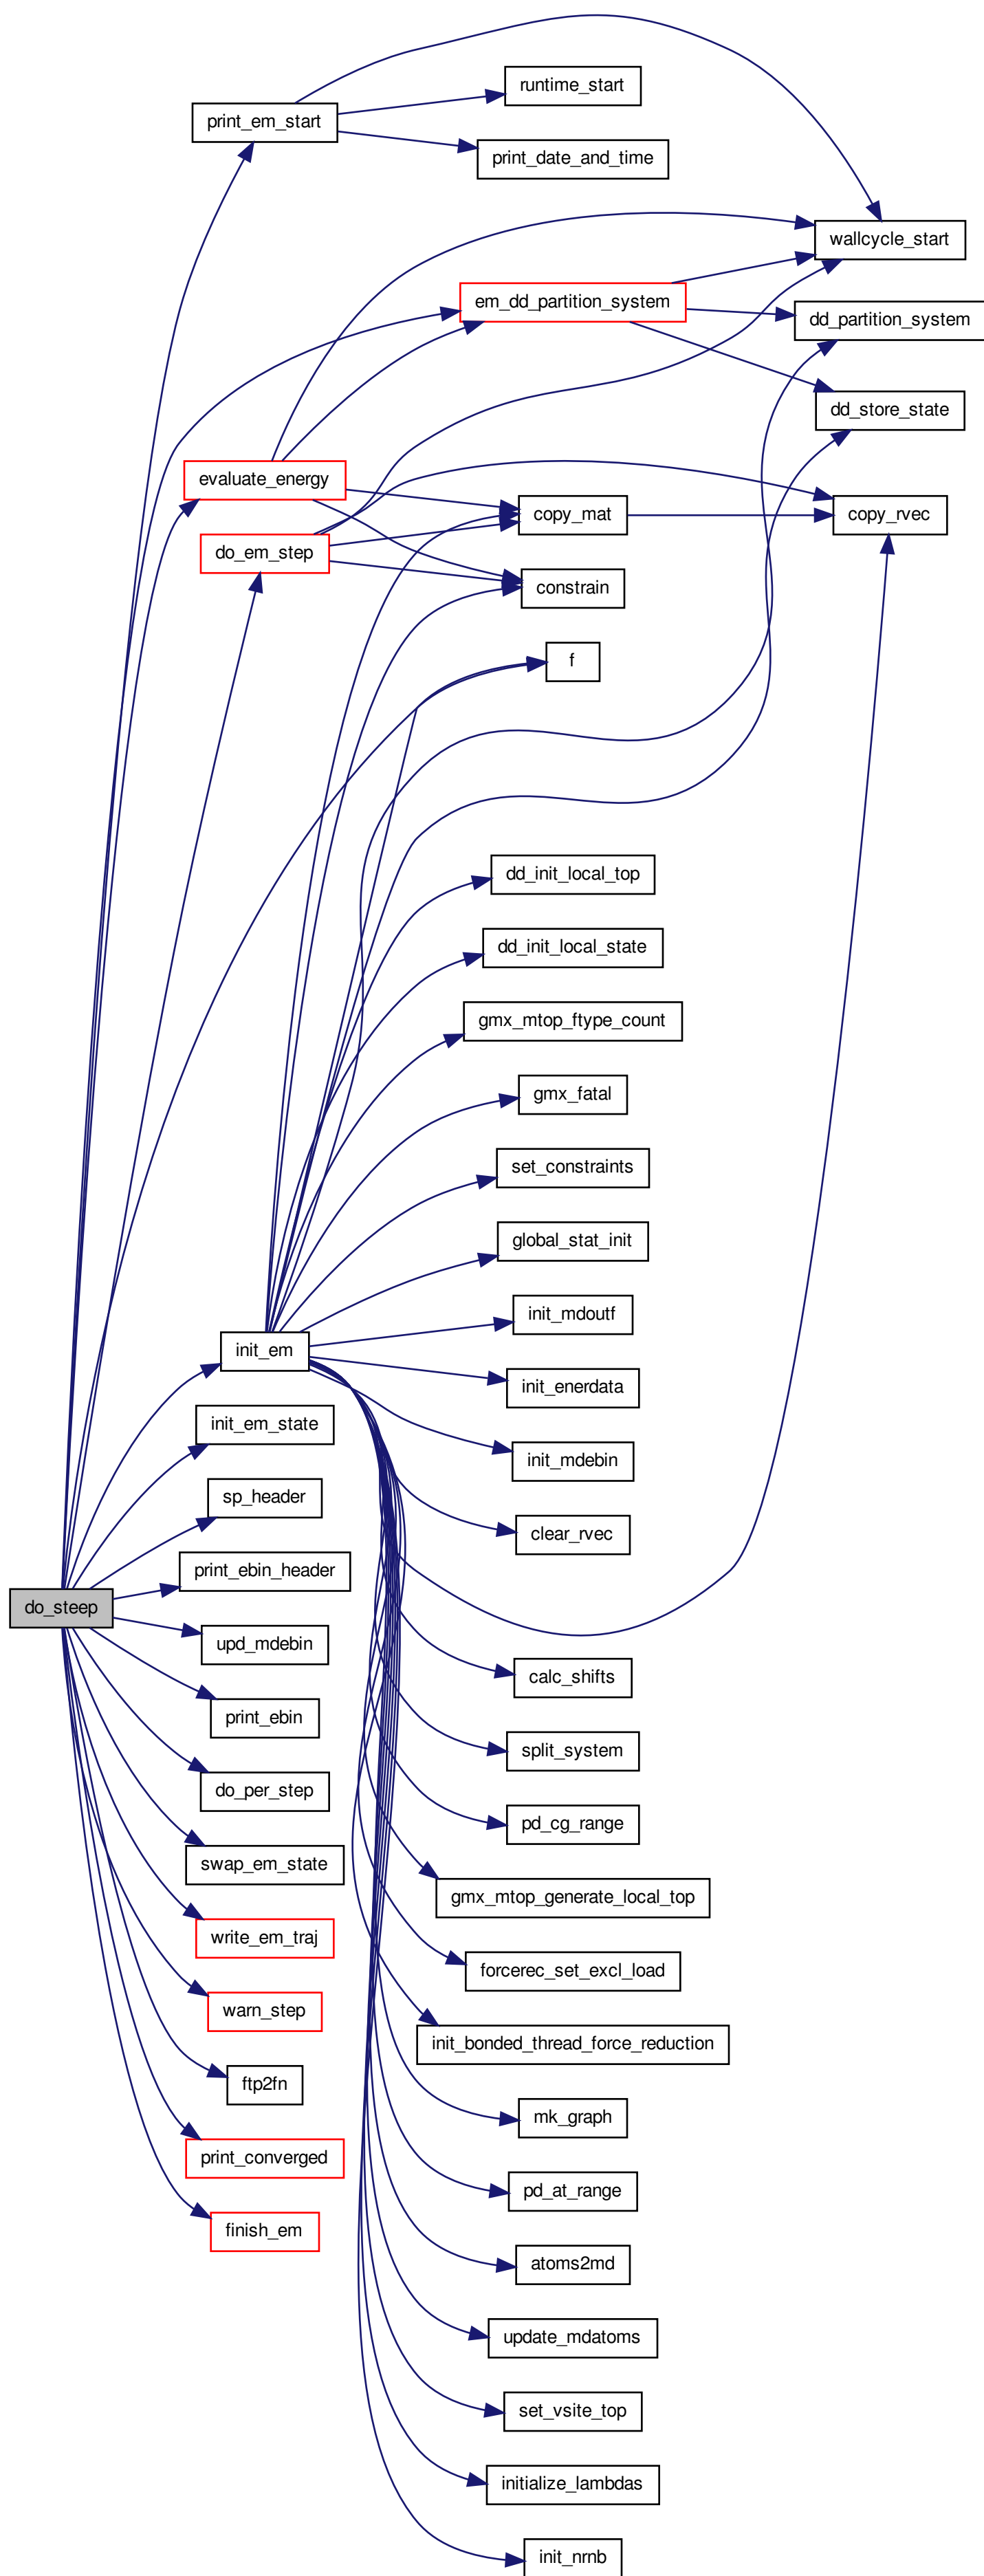 runtime_start
print_em_start
print_date_and_time
wallcycle_start
em_dd_partition_system
dd_partition_system
dd_store_state
evaluate_energy
copy_mat
copy_rvec
do_em_step
constrain
f
dd_init_local_top
dd_init_local_state
gmx_mtop_ftype_count
gmx_fatal
set_constraints
global_stat_init
init_mdoutf
init_em
init_enerdata
init_em_state
init_mdebin
sp_header
clear_rvec
print_ebin_header
do_steep
upd_mdebin
calc_shifts
print_ebin
split_system
do_per_step
pd_cg_range
swap_em_state
gmx_mtop_generate_local_top
write_em_traj
forcerec_set_excl_load
warn_step
init_bonded_thread_force_reduction
ftp2fn
mk_graph
print_converged
pd_at_range
finish_em
atoms2md
update_mdatoms
set_vsite_top
initialize_lambdas
init_nrnb